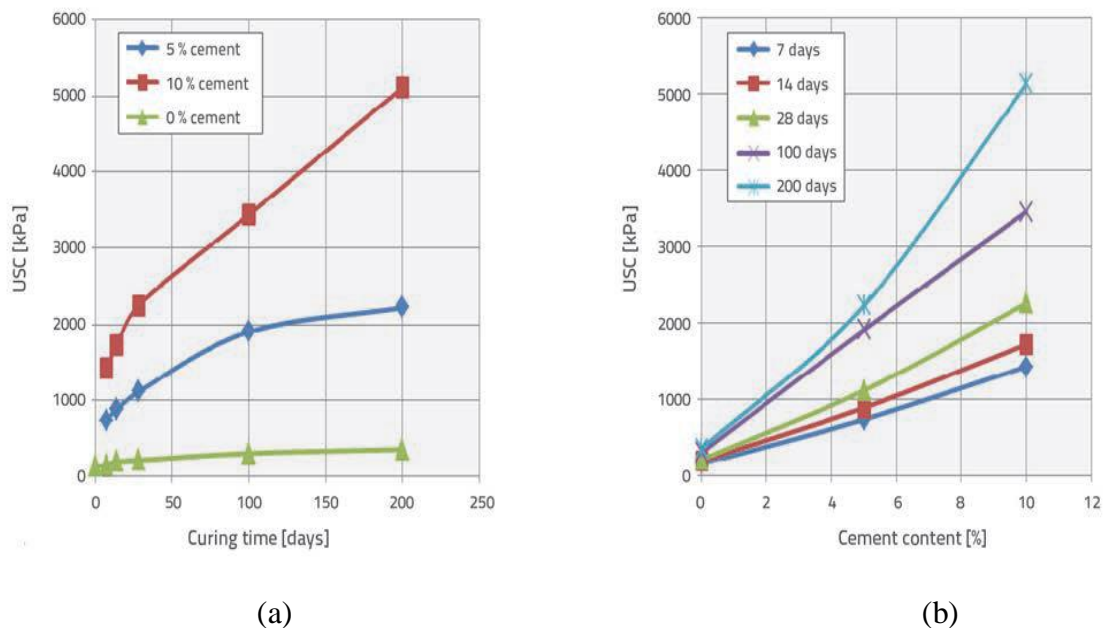 6000
5000
4000
3000
2000
1000
0
USC [kPa]
5 % cement
10 % cement
0 % cement
0 50 100 150 200 250
Curing time [days]
(a)
6000
5000
4000
3000
2000
1000
0
USC [kPa]
7 days
14 days
28 days
100 days
200 days
0 2 4 6 8 10 12
Cement content [%]
(b)